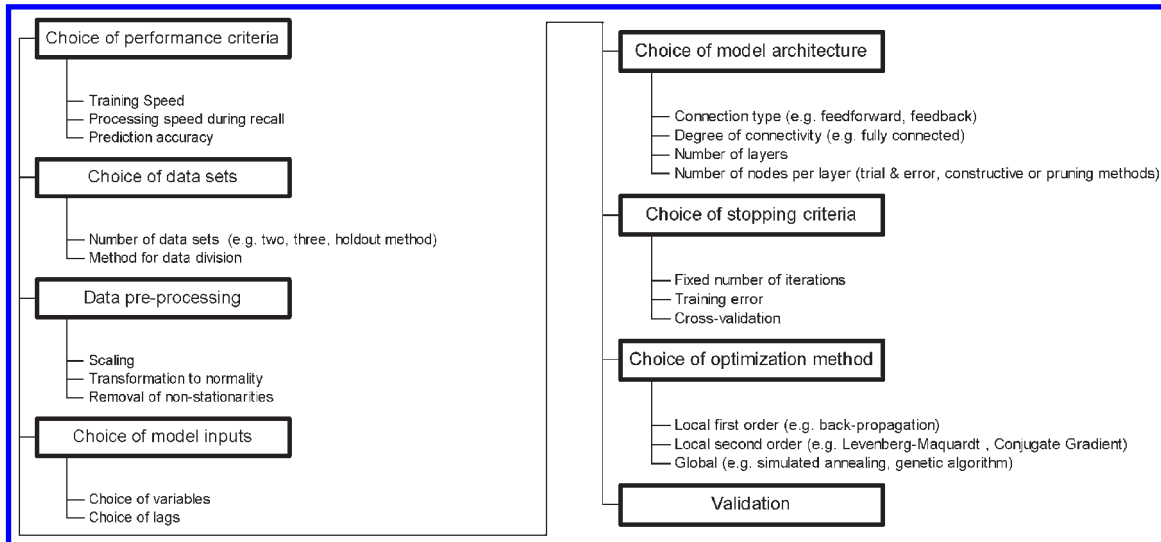 Choice of performance criteria
Training Speed
Processing speed during recall
Prediction accuracy
Choice of data sets
Number of data sets (e.g. two, three, holdout method)
Method for data division
Data pre-processing
Scaling
Transformation to normality
Removal of non-stationarities
Choice of model inputs
Choice of variables
Choice of lags
Choice of model architecture
Connection type (e.g. feedforward, feedback)
Degree of connectivity (e.g. fully connected)
Number of layers
Number of nodes per layer (trial & error, constructive or pruning methods)
Choice of stopping criteria
Fixed number of iterations
Training error
Cross-validation
Choice of optimization method
Local first order (e.g. back-propagation)
Local second order (e.g. Levenberg-Maquardt , Conjugate Gradient)
Global (e.g. simulated annealing, genetic algorithm)
Validation